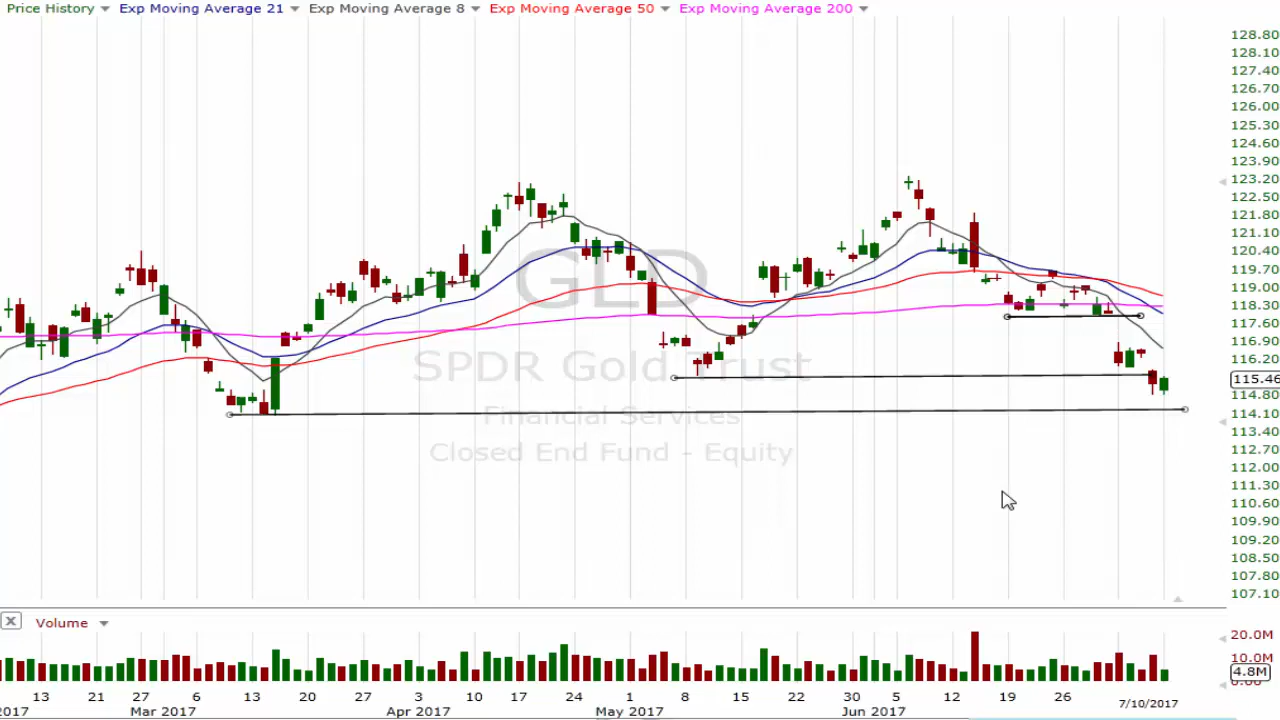 Price History Exp Moving Average 21 Exp Moving Average 8 Exp Moving Average 50 Exp Moving Average 200
128.80
128.10
127.40
126.70
126.00
125.30
124.60
123.90
123.20
122.50
121.80
121.10
120.40
119.70
119.00
118.30
117.60
116.90
116.20
115.46
114.80
114.10
113.40
112.70
112.00
111.30
110.60
109.90
109.20
108.50
107.80
107.10
GLD
SPDR Gold Trust
Financial Services
Closed End Fund - Equity
X Volume
20.0M
10.0M
4.8M
13 21 27 6 13 20 27 3 10 17 24 1 8 15 22 30 5 12 19 26 7/10/2017
2017 Mar 2017 Apr 2017 May 2017 Jun 2017